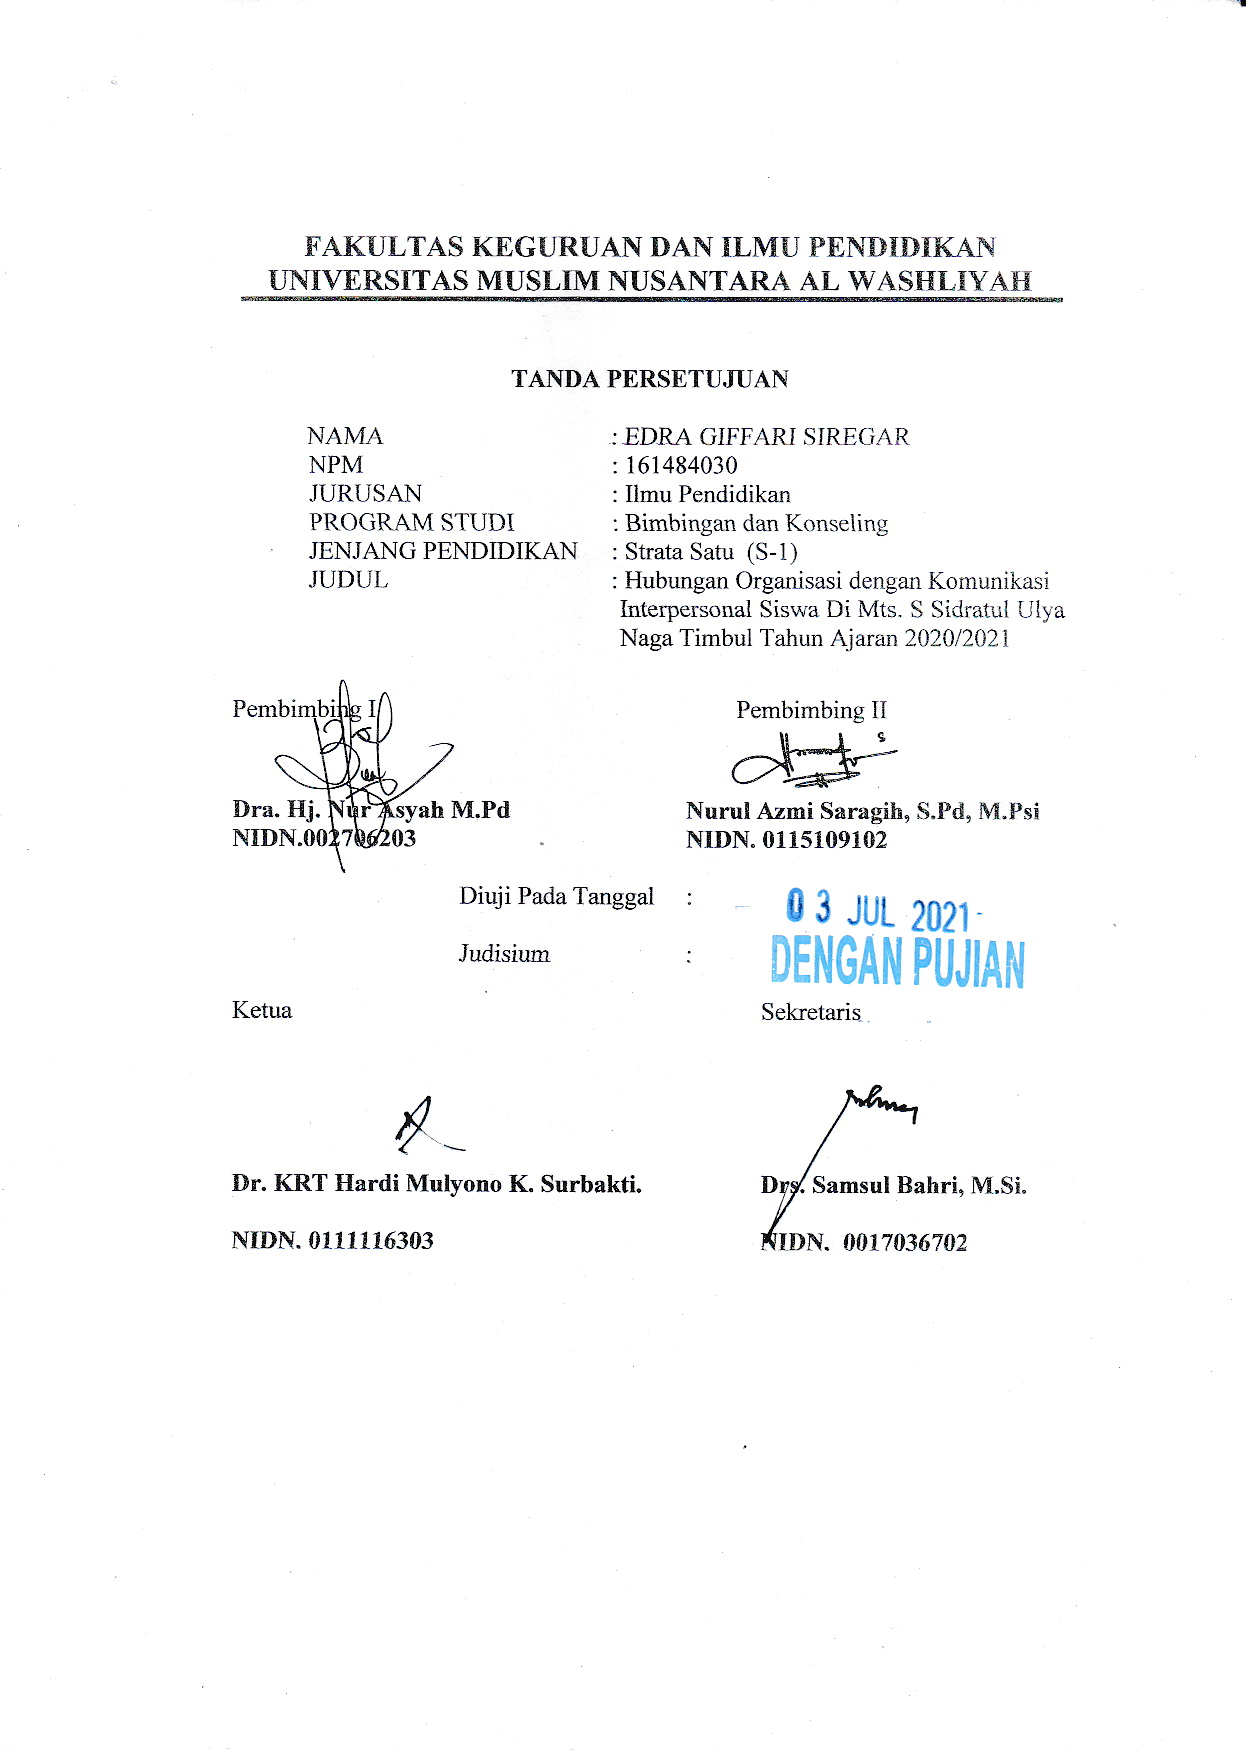 FAKULTAS KEGURUAN DAN ILMU PENDIDIKAN
UNIVERSITAS MUSLIM NUSANTARA AL WASHLIYAH
TANDA PERSETUJUAN
NAMA : EDRA GIFFARI SIREGAR
NPM : 161484030
JURUSAN : Ilmu Pendidikan
PROGRAM STUDI : Bimbingan dan Konseling
JENJANG PENDIDIKAN : Strata Satu (S-1)
JUDUL : Hubungan Organisasi dengan Komunikasi
Interpersonal Siswa Di Mts. S Sidratul Ulya
Naga Timbul Tahun Ajaran 2020/2021
Pembimbing I Pembimbing II
Dra. Hj. Nur Asyah M.Pd Nurul Azmi Saragih, S.Pd, M.Psi
NIDN.002706203 NIDN. 0115109102
Diuji Pada Tanggal : 03 JUL 2021
Judisium : DENGAN PUJIAN
Ketua Sekretaris
Dr. KRT Hardi Mulyono K. Surbakti. Drs. Samsul Bahri, M.Si.
NIDN. 0111116303 NIDN. 0017036702